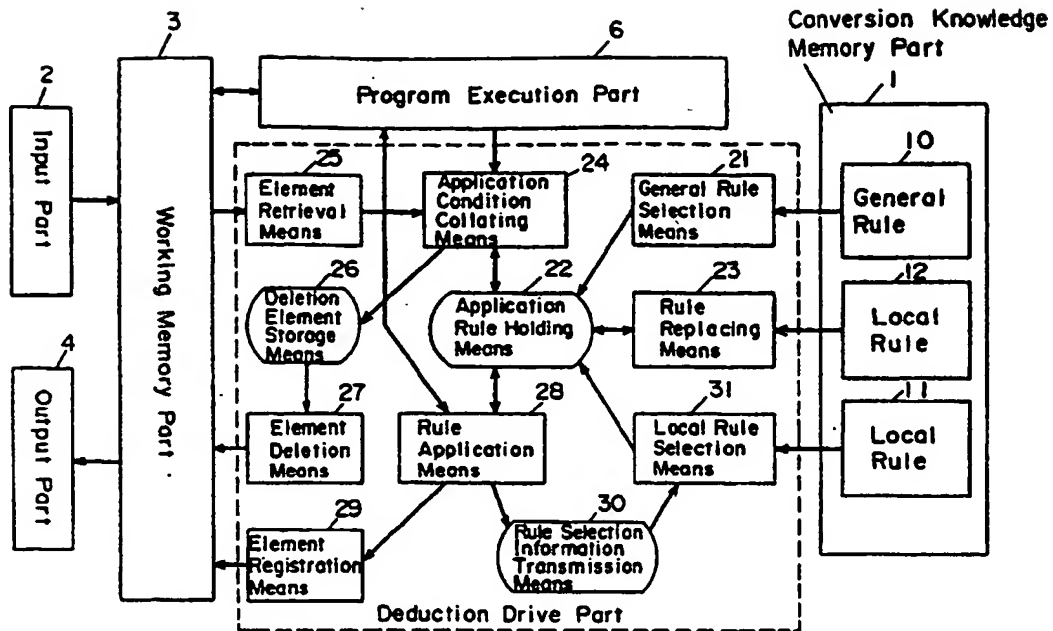 Conversion Knowledge
Memory Part
3
6
1
2
Program Execution Part
Input Part
Working Memory Part
25
Element
Retrieval
Means
24
Application
Condition
Collating
Means
21
General Rule
Selection
Means
10
General
Rule
26
Deletion
Element
Storage
Means
22
Application
Rule Holding
Means
23
Rule
Replacing
Means
12
Local
Rule
4
Output Part
27
Element
Deletion
Means
28
Rule
Application
Means
31
Local Rule
Selection
Means
11
Local
Rule
29
Element
Registration
Means
30
Rule Selection
Information
Transmission
Means
Deduction Drive Part